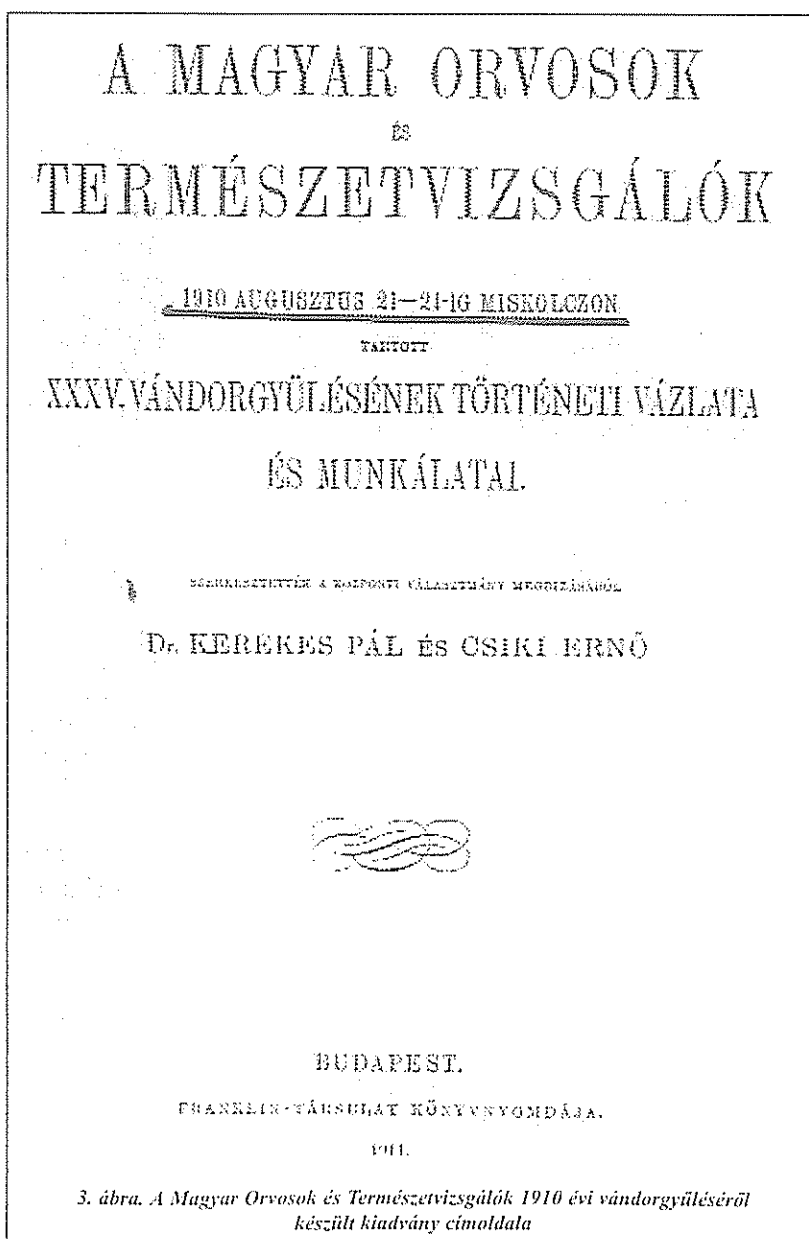 A MAGYAR ORVOSOK
ÉS
TERMÉSZETVIZSGÁLÓK
1910 AUGUSZTUS 21—24-IG MISKOLCZON
TARTOTT
XXXV. VÁNDORGYŰLÉSÉNEK TÖRTÉNETI VÁZLATA
ÉS MUNKÁLATAI.
SZERKESZTETTÉK A KÖZPONTI VÁLASZTMÁNY MEGBIZÁSÁBÓL
Dr. KEREKES PÁL ÉS CSIKI ERNŐ
BUDAPEST.
FRANKLIN-TÁRSULAT KÖNYVNYOMDÁJA.
1911.
3. ábra. A Magyar Orvosok és Természetvizsgálók 1910 évi vándorgyűléséről
készült kiadvány címoldala